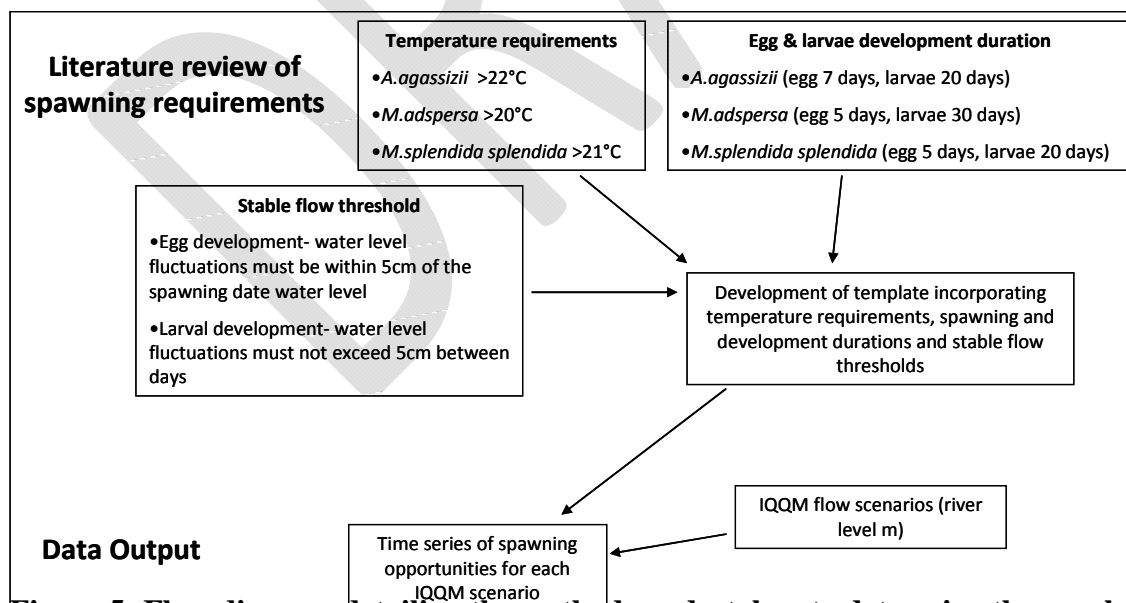 Literature review of
spawning requirements
Temperature requirements
•A.agassizii >22°C
•M.adspersa >20°C
•M.splendida splendida >21°C
Egg & larvae development duration
•A.agassizii (egg 7 days, larvae 20 days)
•M.adspersa (egg 5 days, larvae 30 days)
•M.splendida splendida (egg 5 days, larvae 20 days)
Stable flow threshold
•Egg development- water level
fluctuations must be within 5cm of the
spawning date water level
•Larval development- water level
fluctuations must not exceed 5cm between
days
Development of template incorporating
temperature requirements, spawning and
development durations and stable flow
thresholds
IQQM flow scenarios (river
level m)
Data Output
Time series of spawning
opportunities for each
IQQM scenario